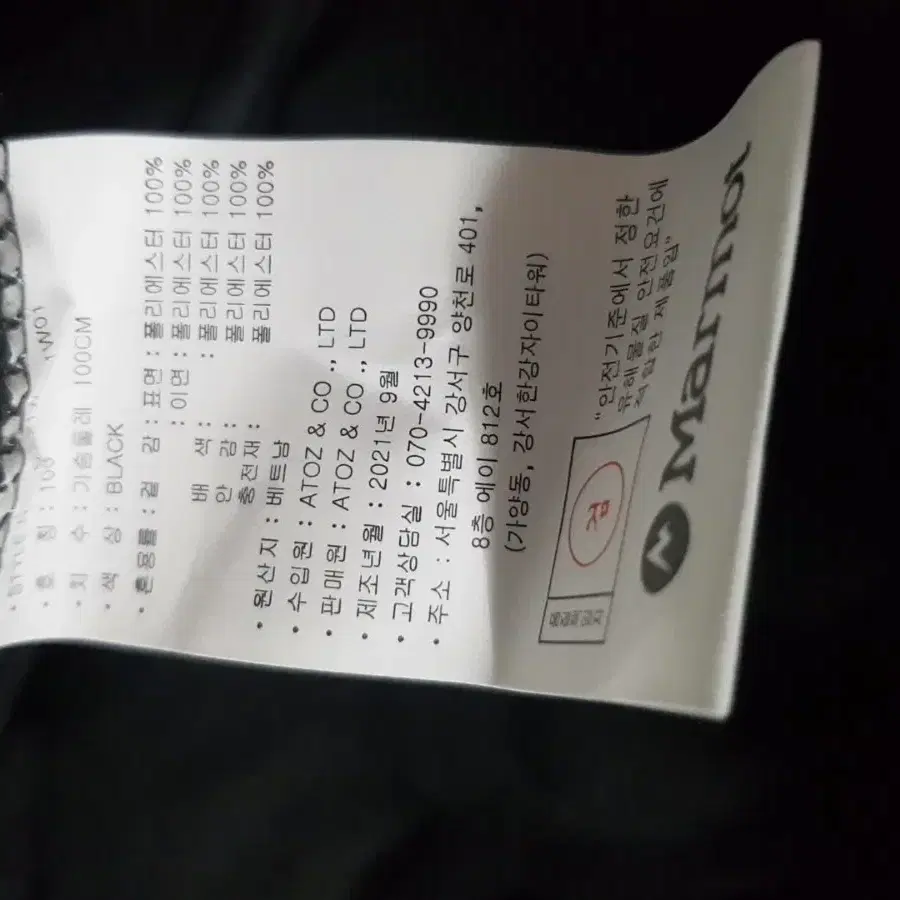 1W01
• 호 칭 : 100
• 치 수 : 가슴둘레 100CM
• 색 상 : BLACK
• 혼용률 : 겉 감 : 표면 : 폴리에스터 100%
: 이면 : 폴리에스터 100%
배 색 : 폴리에스터 100%
안 감 : 폴리에스터 100%
충전재 : 폴리에스터 100%
• 원산지 : 베트남
• 수입원 : ATOZ & CO ., LTD
• 판매원 : ATOZ & CO ., LTD
• 제조년월 : 2021년 9월
• 고객상담실 : 070-4213-9990
• 주소 : 서울특별시 강서구 양천로 401,
8층 에이 812호
(가양동, 강서한강자이타워)
"안전기준에서 정한
유해물질 안전요건에
적합한 제품임"
Marmot